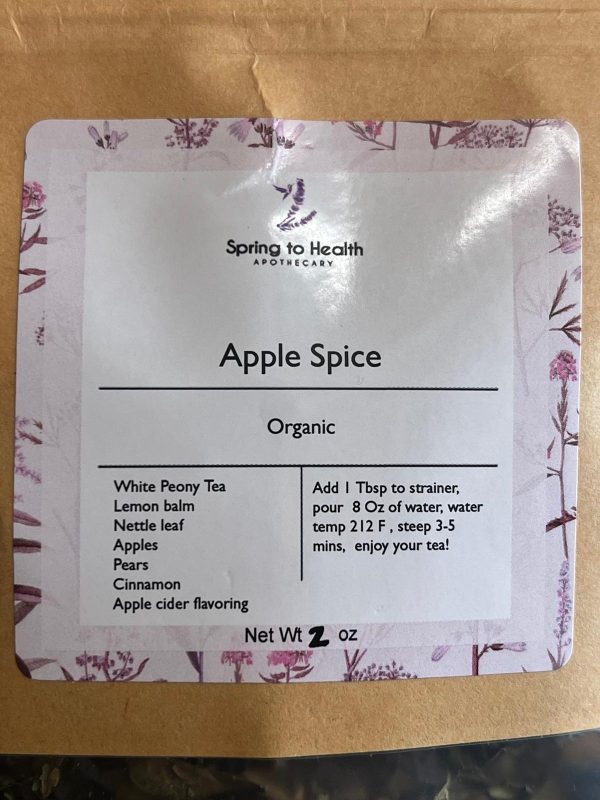 Spring to Health
APOTHECARY
Apple Spice
Organic
White Peony Tea
Lemon balm
Nettle leaf
Apples
Pears
Cinnamon
Apple cider flavoring
Add 1 Tbsp to strainer,
pour 8 Oz of water, water
temp 212 F , steep 3-5
mins, enjoy your tea!
Net Wt 2 oz